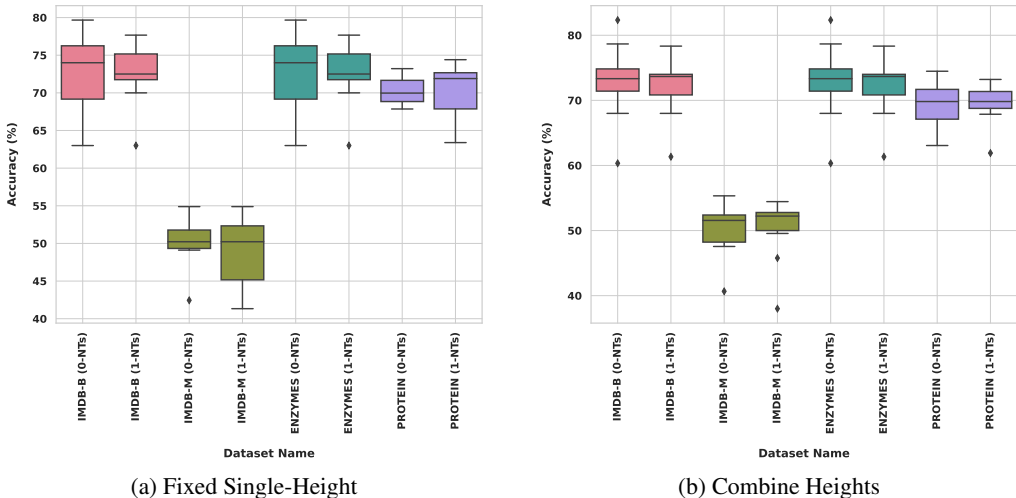 80
75
70
65
60
55
50
45
40
Accuracy (%)
IMDB-B (0-NTs)
IMDB-B (1-NTs)
IMDB-M (0-NTs)
IMDB-M (1-NTs)
ENZYMES (0-NTs)
ENZYMES (1-NTs)
PROTEIN (0-NTs)
PROTEIN (1-NTs)
Dataset Name
(a) Fixed Single-Height
80
70
60
50
40
Accuracy (%)
IMDB-B (0-NTs)
IMDB-B (1-NTs)
IMDB-M (0-NTs)
IMDB-M (1-NTs)
ENZYMES (0-NTs)
ENZYMES (1-NTs)
PROTEIN (0-NTs)
PROTEIN (1-NTs)
Dataset Name
(b) Combine Heights